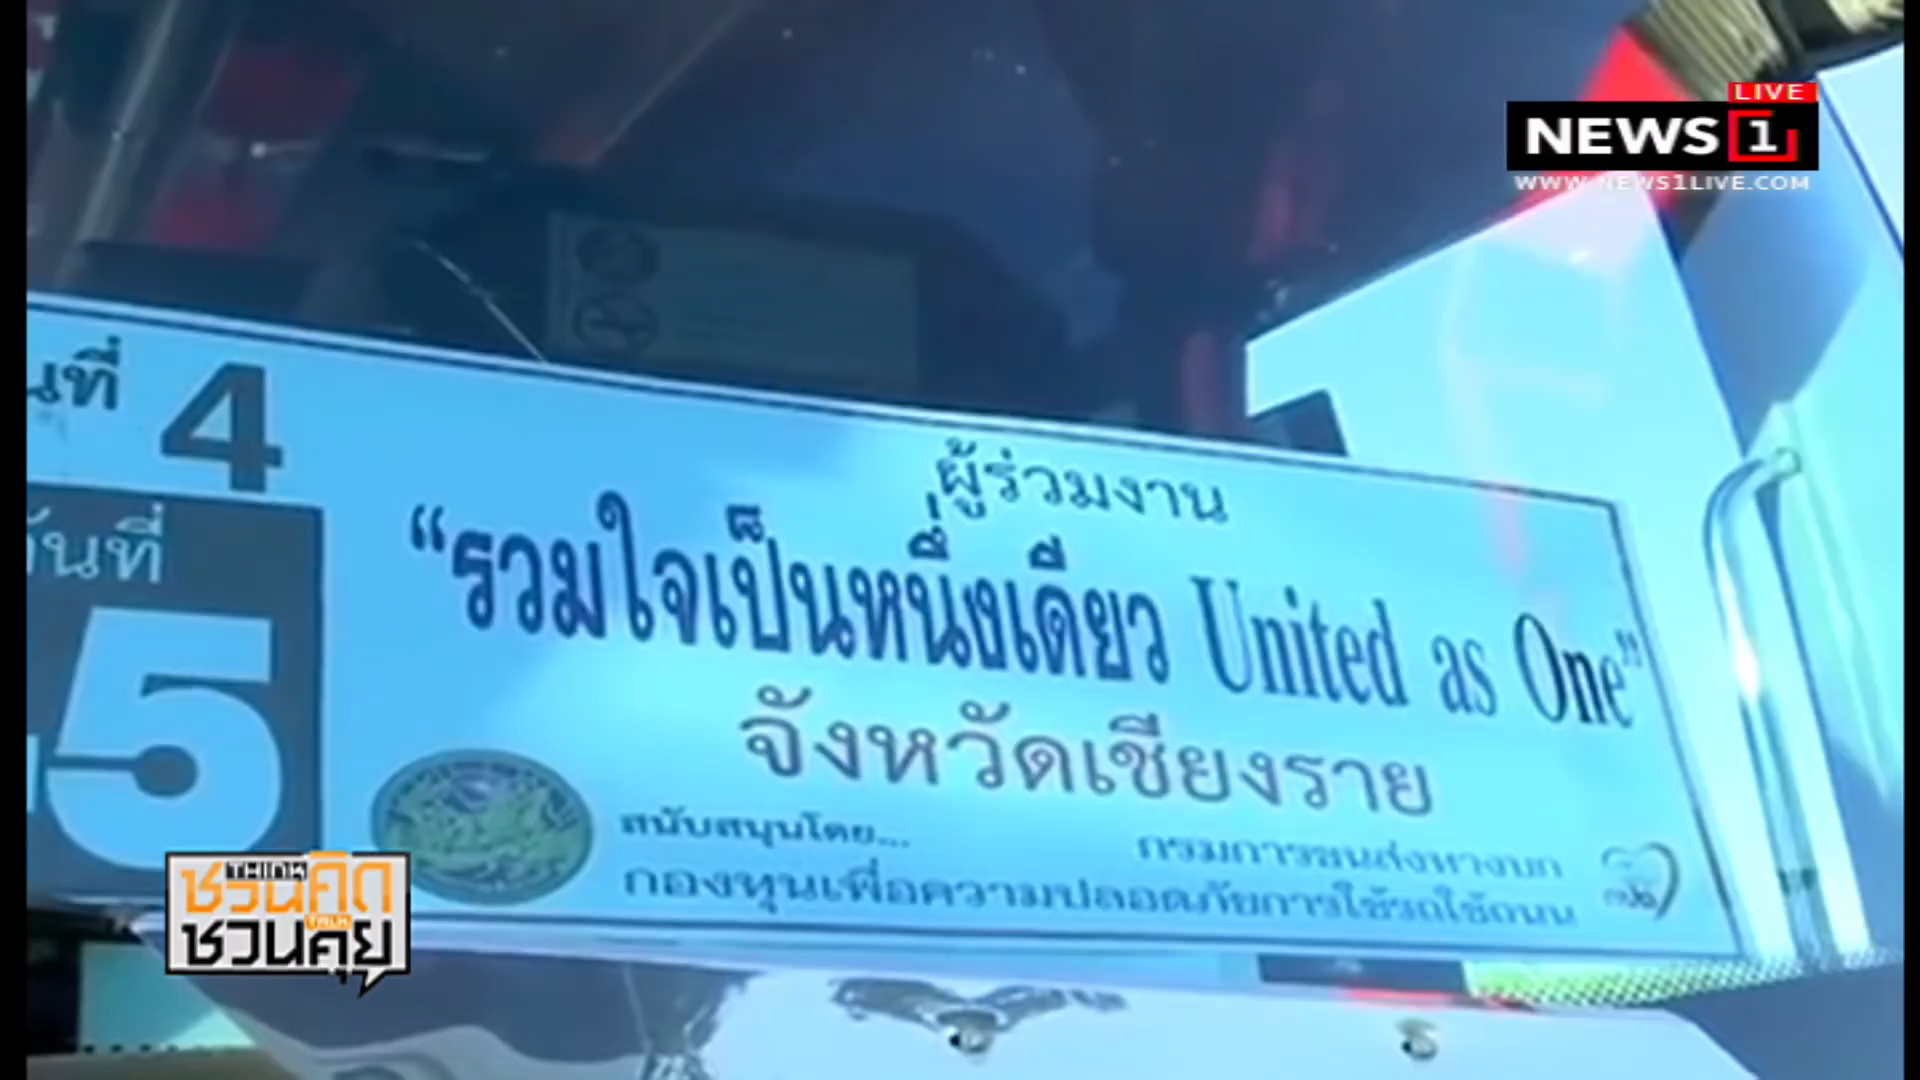 LIVE
NEWS 1
WWW.NEWS1LIVE.COM
นที่ 4
คันที่
5
ผู้ร่วมงาน
“รวมใจเป็นหนึ่งเดียว United as One”
จังหวัดเชียงราย
สนับสนุนโดย... กรมการขนส่งทางบก
กองทุนเพื่อความปลอดภัยการใช้รถใช้ถนน
THINK
ชวนคิด
TALK
ชวนคุย